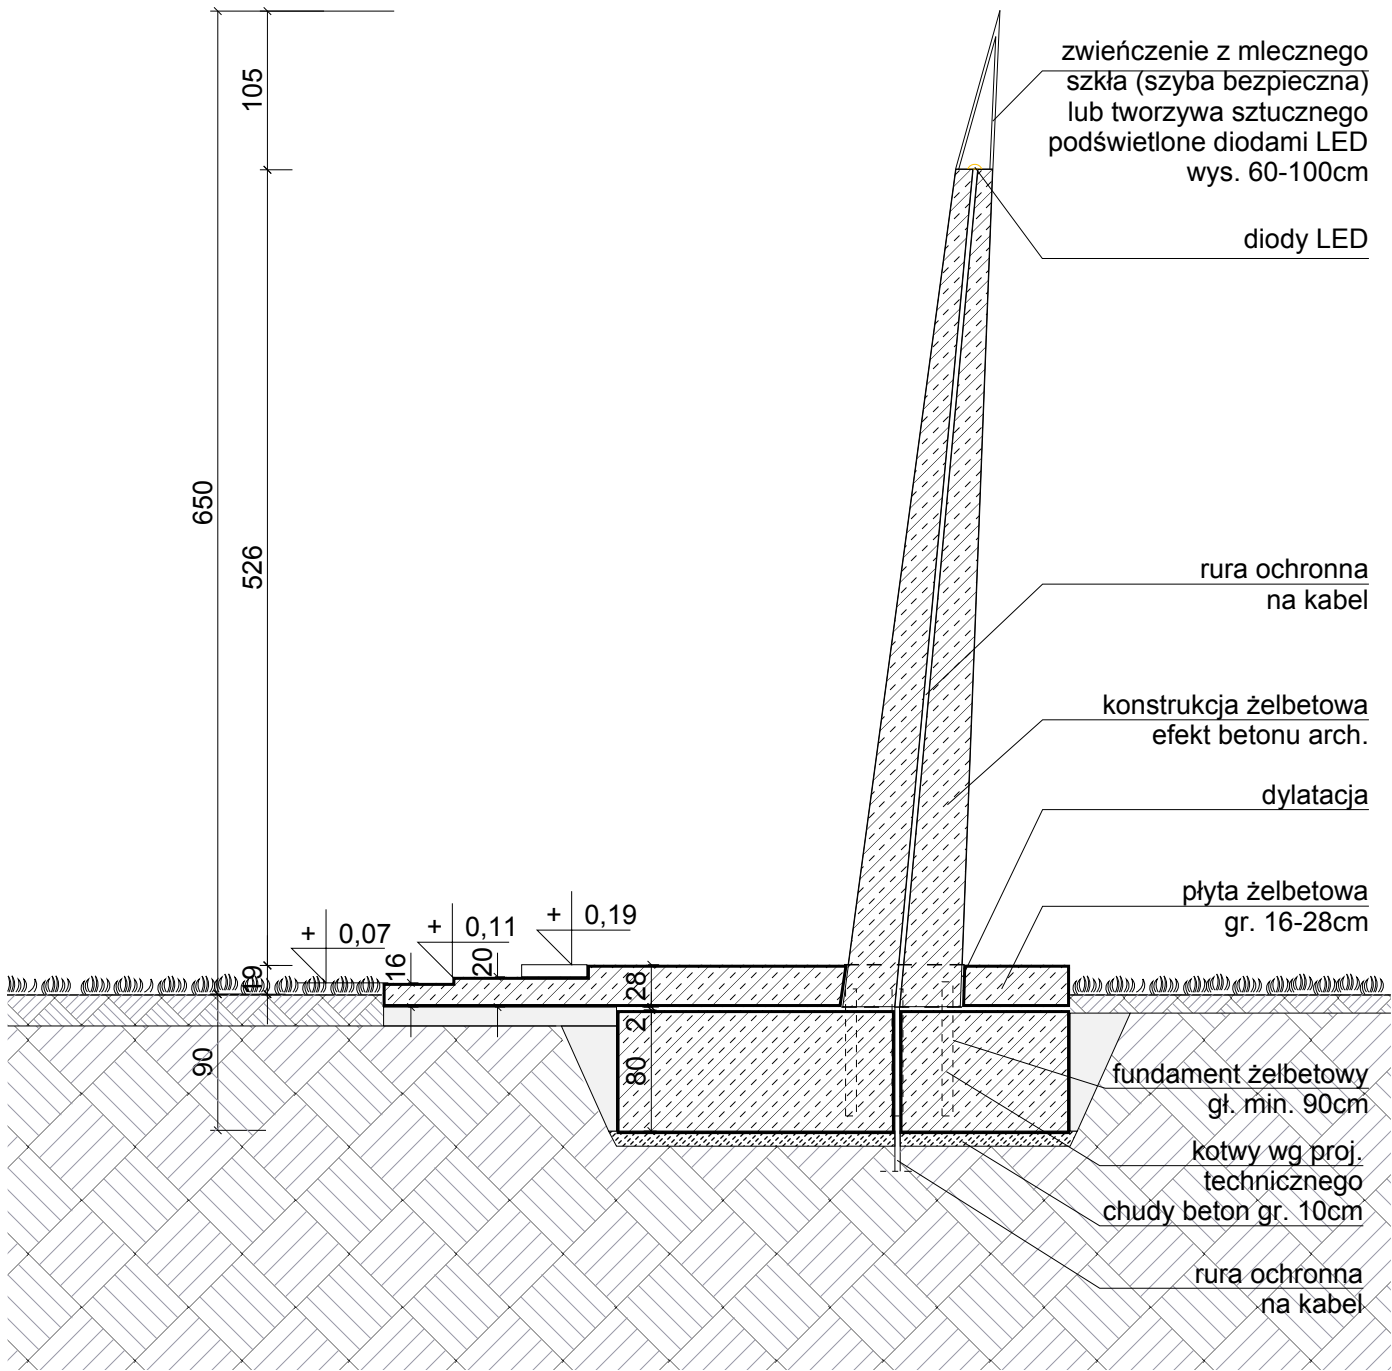 zwieńczenie z mlecznego
szkła (szyba bezpieczna)
lub tworzywa sztucznego
podświetlone diodami LED
wys. 60-100cm
105
diody LED
650
526
rura ochronna
na kabel
konstrukcja żelbetowa
efekt betonu arch.
dylatacja
płyta żelbetowa
gr. 16-28cm
+ 0,07
+ 0,11
+ 0,19
16
20
19
28
2
90
80
fundament żelbetowy
gł. min. 90cm
kotwy wg proj.
technicznego
chudy beton gr. 10cm
rura ochronna
na kabel